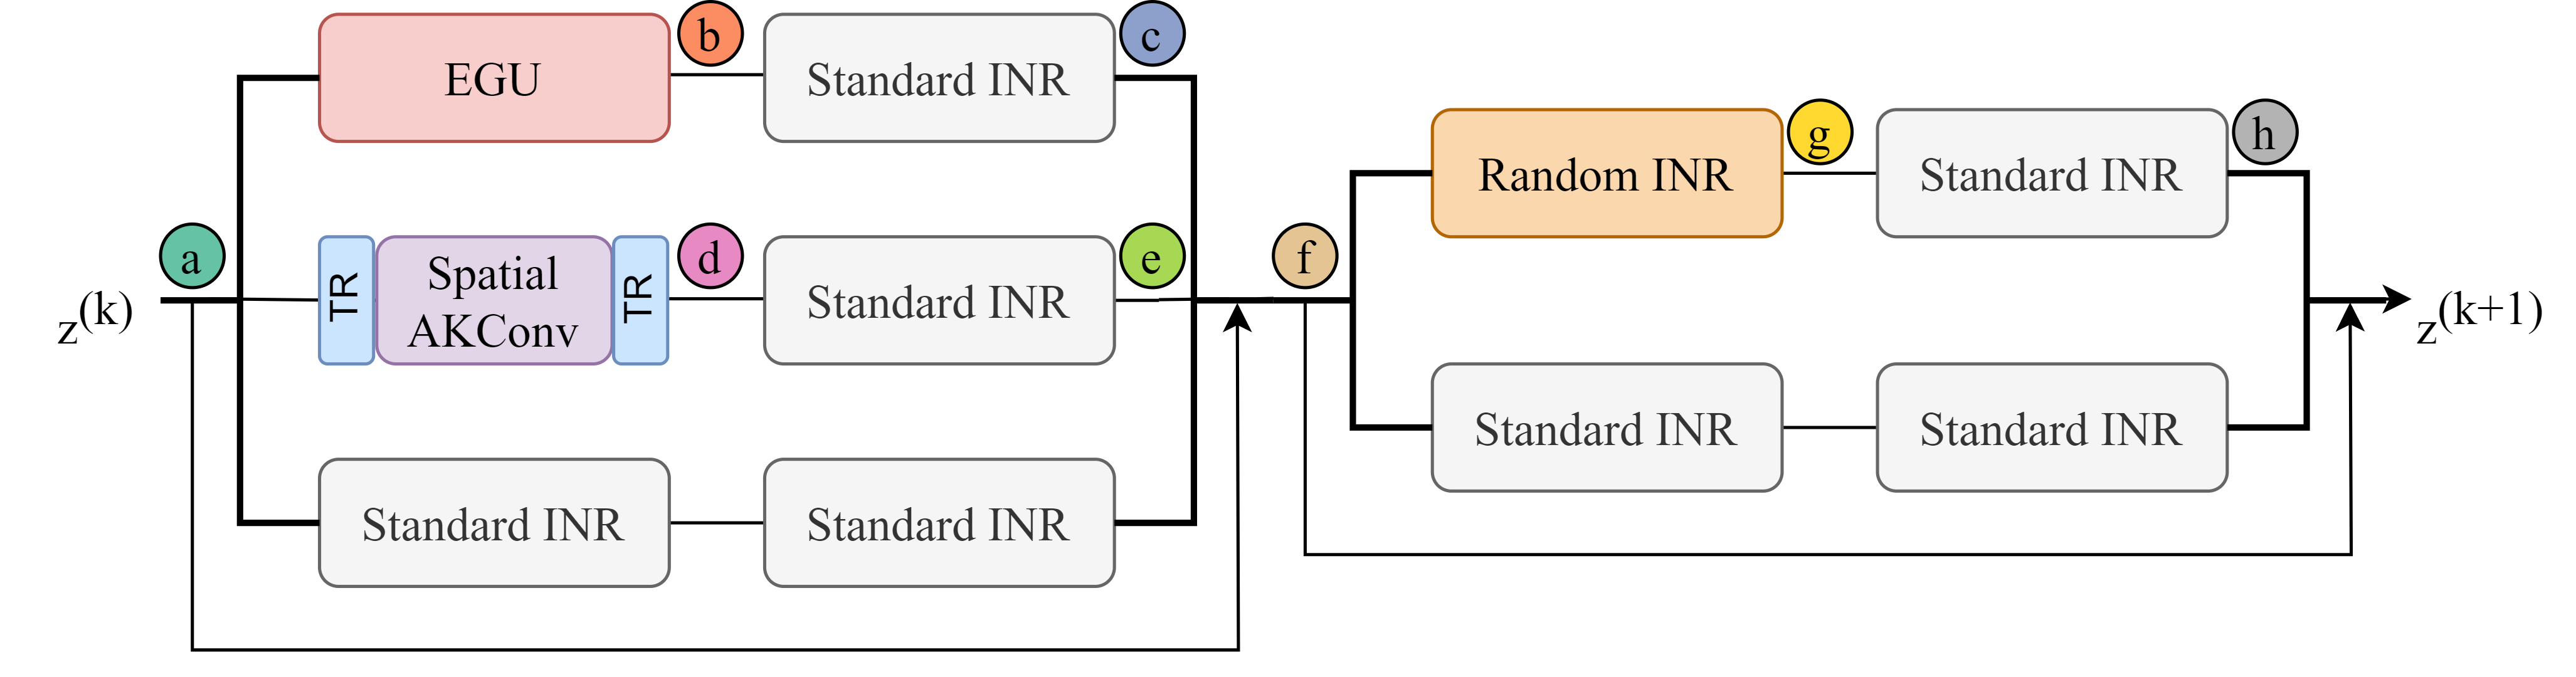 EGU
b
Standard INR
c
a
z(k)
TR
Spatial
AKConv
TR
d
Standard INR
e
Standard INR
Standard INR
f
Random INR
g
Standard INR
h
Standard INR
Standard INR
z(k+1)